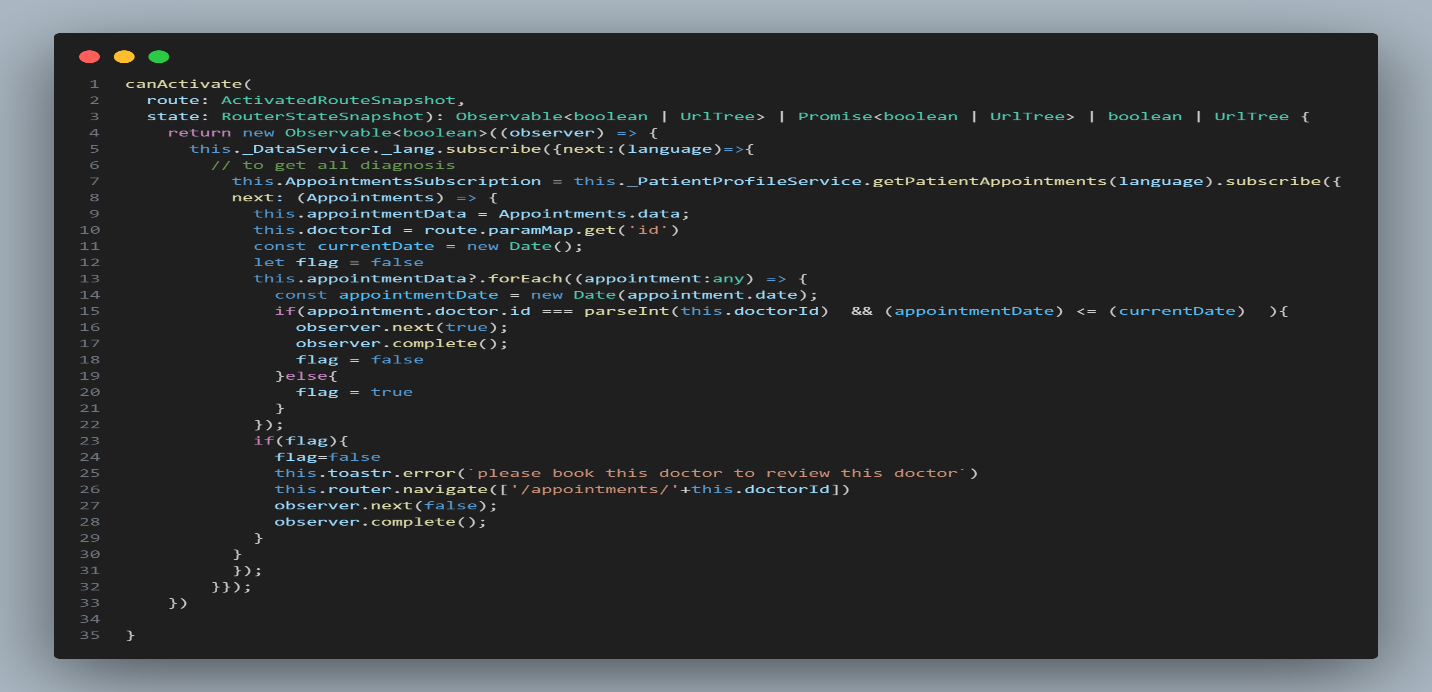 1 canActivate(
2 route: ActivatedRouteSnapshot,
3 state: RouterStateSnapshot): Observable<boolean | UrlTree> | Promise<boolean | UrlTree> | boolean | UrlTree {
4 return new Observable<boolean>((observer) => {
5 this._DataService._lang.subscribe({next:(language)=>{
6 // to get all diagnosis
7 this.AppointmentsSubscription = this._PatientProfileService.getPatientAppointments(language).subscribe({
8 next: (Appointments) => {
9 this.appointmentData = Appointments.data;
10 this.doctorId = route.paramMap.get('id')
11 const currentDate = new Date();
12 let flag = false
13 this.appointmentData?.forEach((appointment:any) => {
14 const appointmentDate = new Date(appointment.date);
15 if(appointment.doctor.id === parseInt(this.doctorId)  && (appointmentDate) <= (currentDate)  ){
16 observer.next(true);
17 observer.complete();
18 flag = false
19 }else{
20 flag = true
21 }
22 });
23 if(flag){
24 flag=false
25 this.toastr.error(`please book this doctor to review this doctor`)
26 this.router.navigate(['/appointments/'+this.doctorId])
27 observer.next(false);
28 observer.complete();
29 }
30 }
31 });
32 }});
33 })
34
35 }